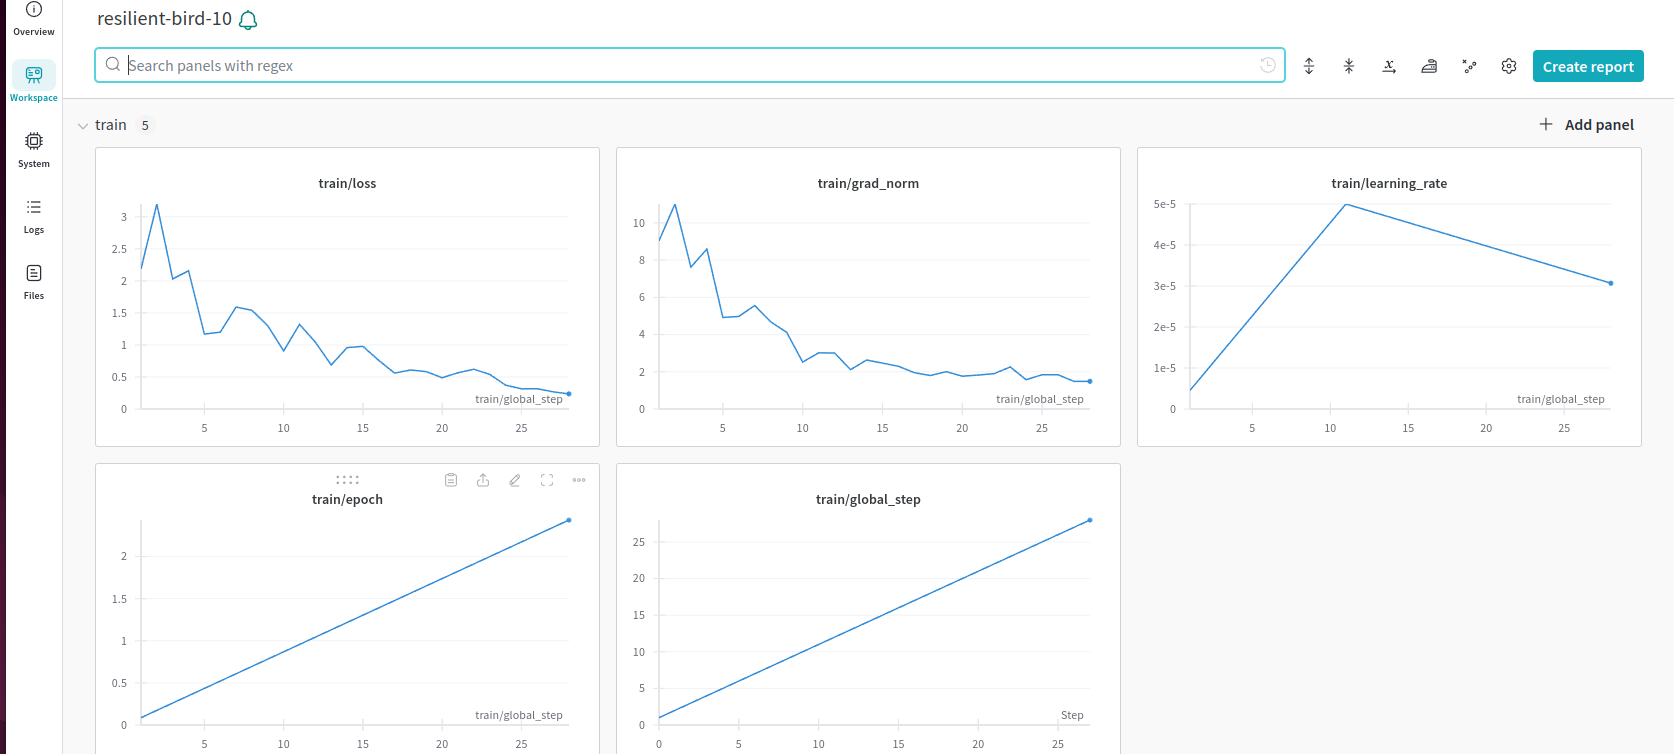 resilient-bird-10
Overview
Search panels with regex
Create report
Workspace
train 5
Add panel
System
Logs
Files
train/loss
3
2.5
2
1.5
1
0.5
0
train/global_step
5 10 15 20 25
train/grad_norm
10
8
6
4
2
0
train/global_step
5 10 15 20 25
train/learning_rate
5e-5
4e-5
3e-5
2e-5
1e-5
0
train/global_step
5 10 15 20 25
train/epoch
2
1.5
1
0.5
0
train/global_step
5 10 15 20 25
train/global_step
25
20
15
10
5
0
Step
0 5 10 15 20 25